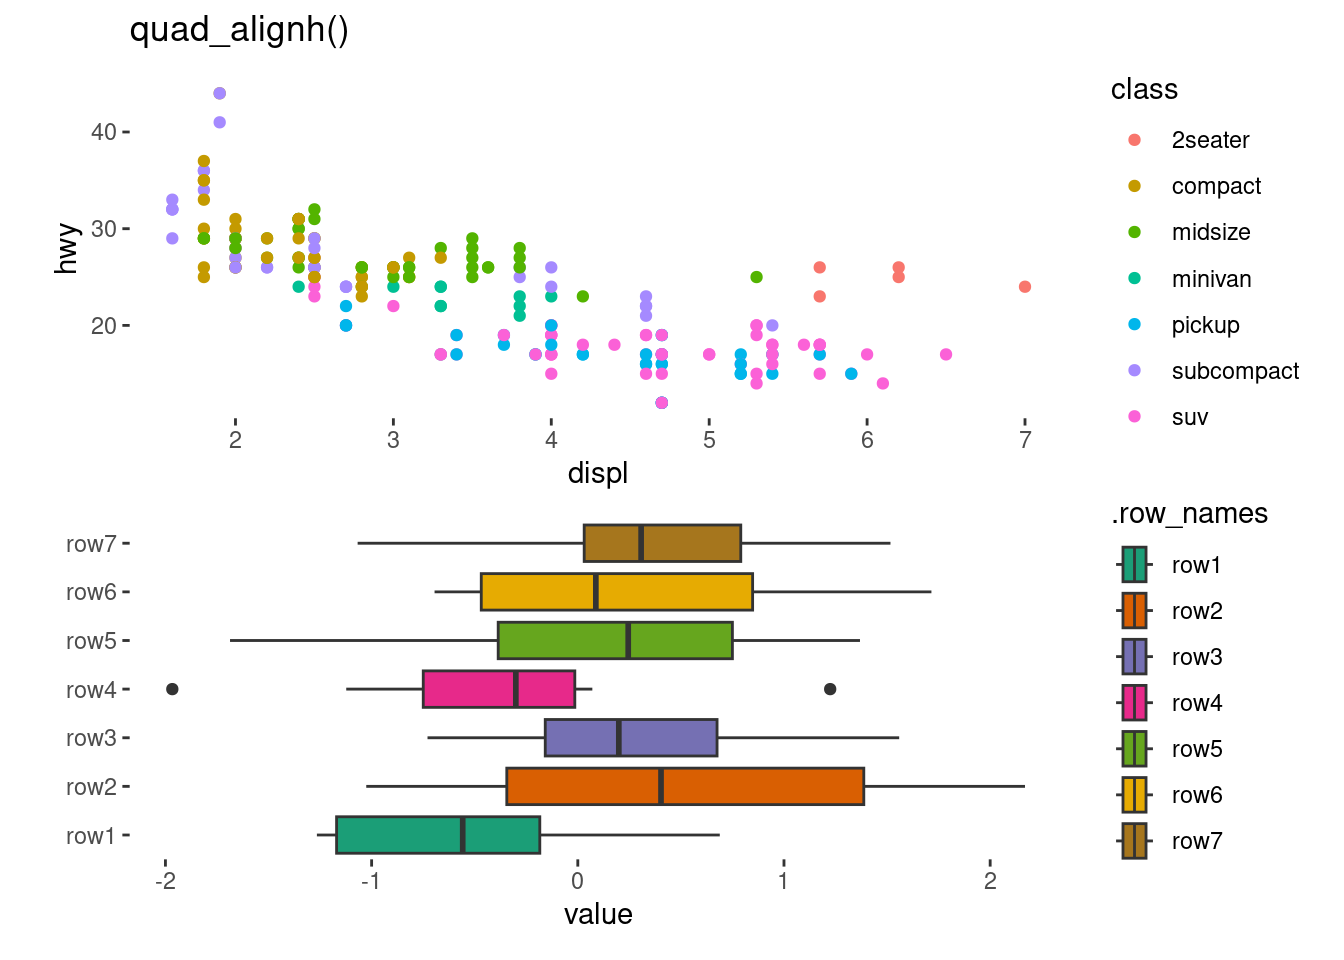 quad_alignh()
hwy
40
30
20
2 3 4 5 6 7
displ
class
2seater
compact
midsize
minivan
pickup
subcompact
suv
row7
row6
row5
row4
row3
row2
row1
-2 -1 0 1 2
value
.row_names
row1
row2
row3
row4
row5
row6
row7